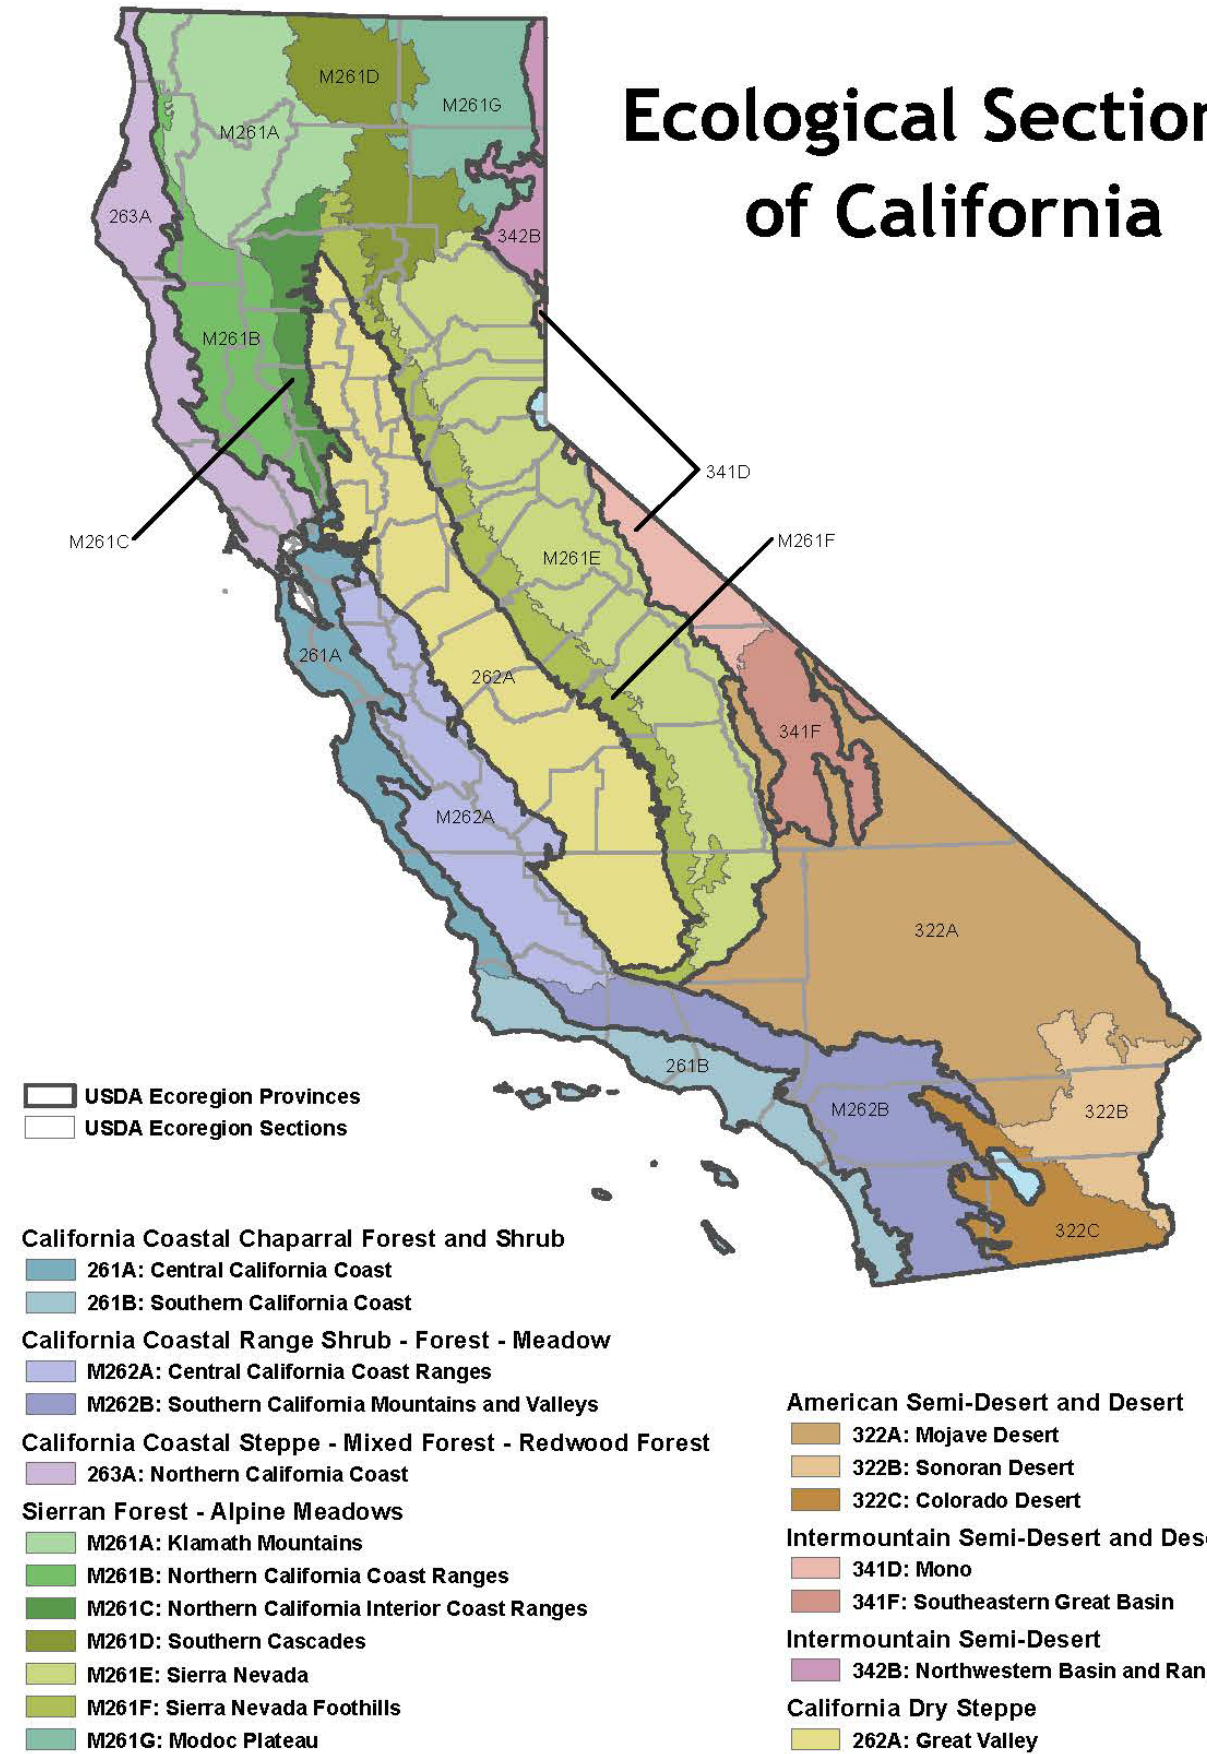 Ecological Section
of California
M261D
M261G
M261A
263A
342B
M261B
341D
M261C
M261F
M261E
261A
262A
341F
M262A
322A
261B
M262B
322B
322C
USDA Ecoregion Provinces
USDA Ecoregion Sections
California Coastal Chaparral Forest and Shrub
261A: Central California Coast
261B: Southern California Coast
California Coastal Range Shrub - Forest - Meadow
M262A: Central California Coast Ranges
M262B: Southern California Mountains and Valleys
California Coastal Steppe - Mixed Forest - Redwood Forest
263A: Northern California Coast
Sierran Forest - Alpine Meadows
M261A: Klamath Mountains
M261B: Northern California Coast Ranges
M261C: Northern California Interior Coast Ranges
M261D: Southern Cascades
M261E: Sierra Nevada
M261F: Sierra Nevada Foothills
M261G: Modoc Plateau
American Semi-Desert and Desert
322A: Mojave Desert
322B: Sonoran Desert
322C: Colorado Desert
Intermountain Semi-Desert and Dese
341D: Mono
341F: Southeastern Great Basin
Intermountain Semi-Desert
342B: Northwestern Basin and Ran
California Dry Steppe
262A: Great Valley